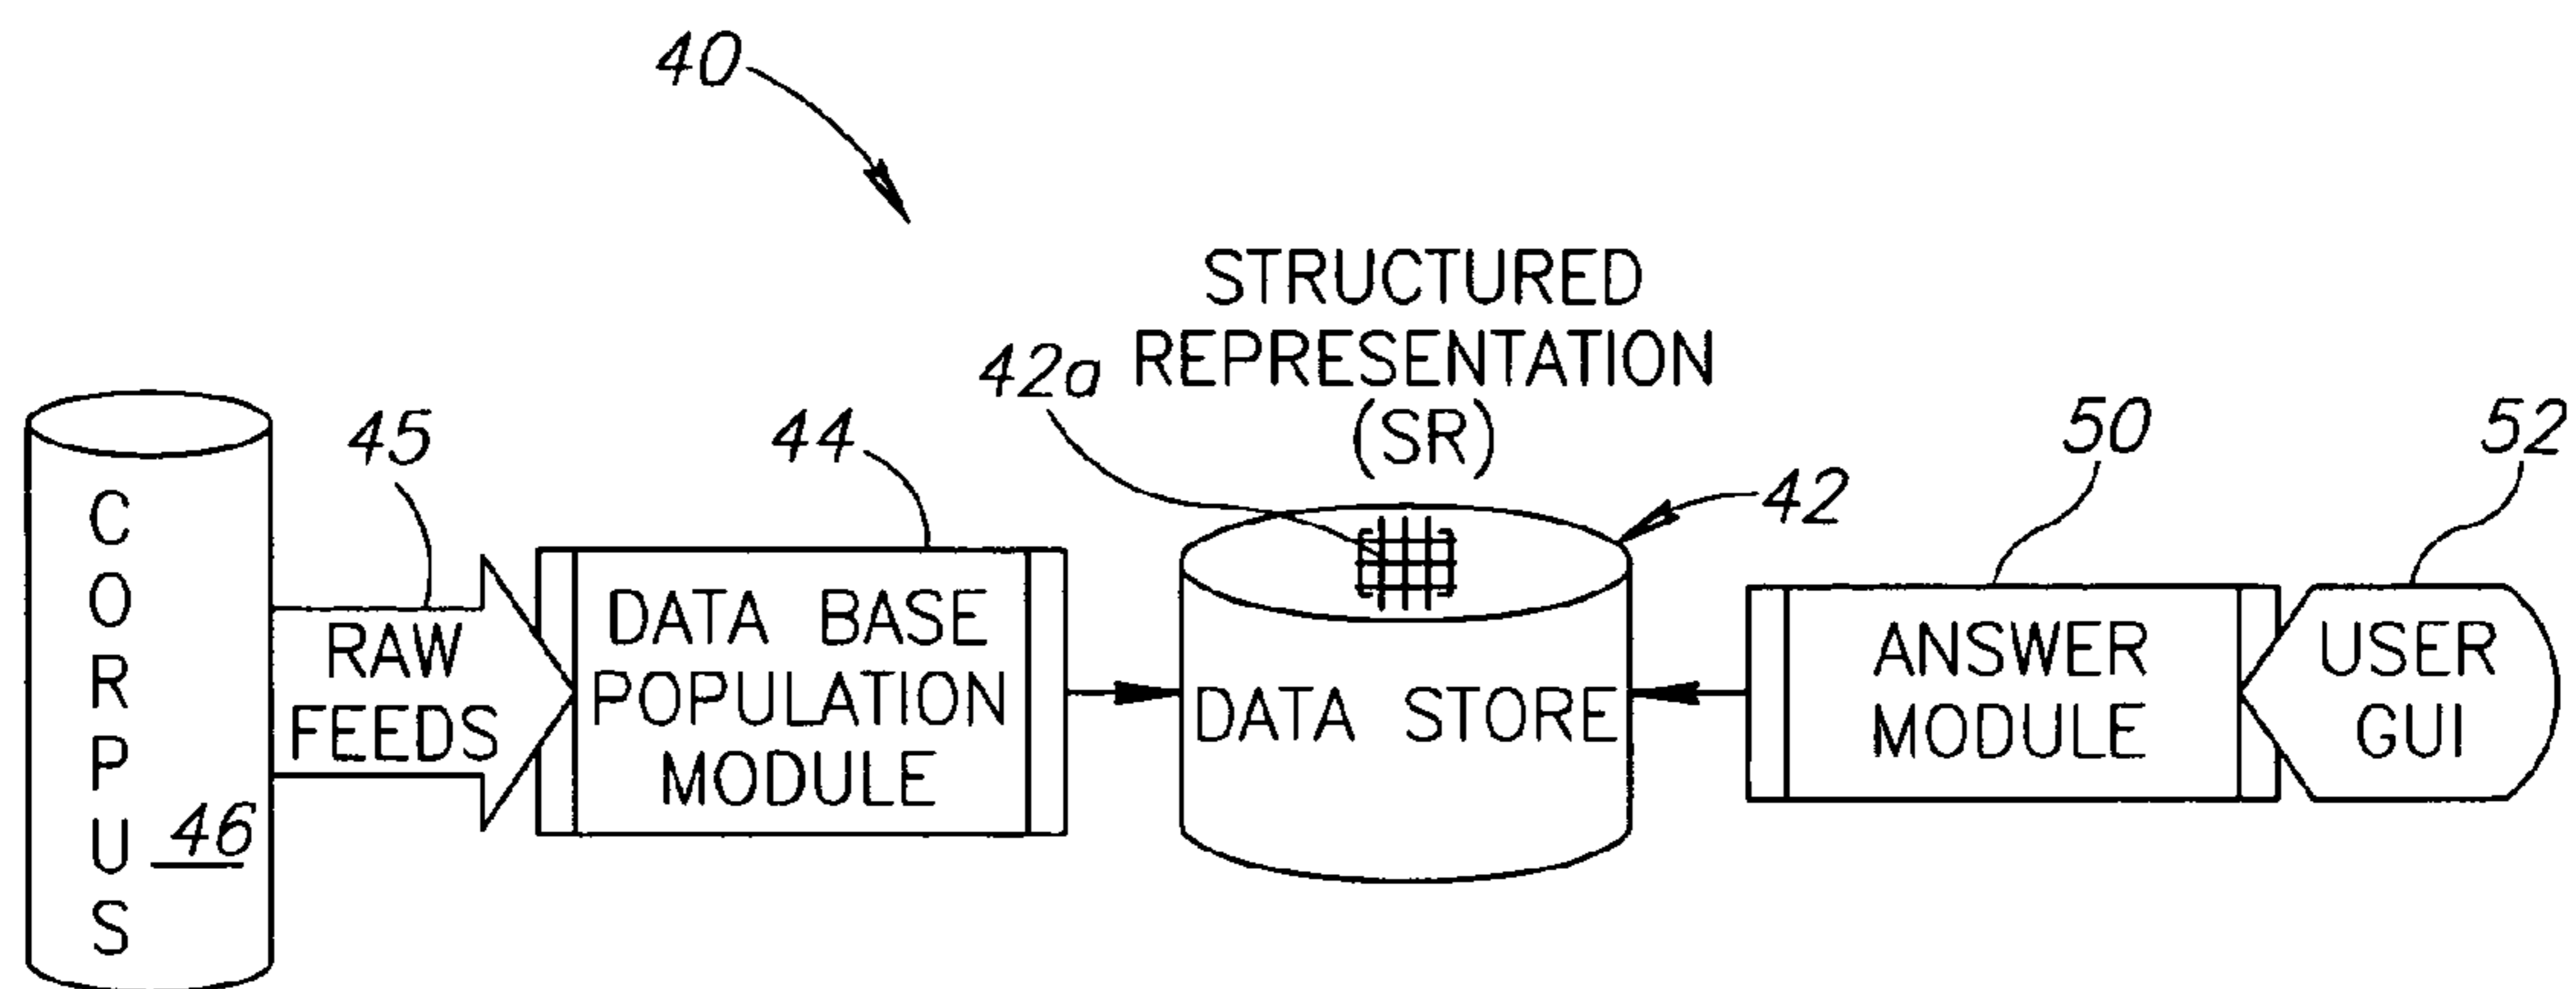 40
STRUCTURED
REPRESENTATION
(SR)
42a
45
44
42
50
52
CORPUS
46
RAW
FEEDS
DATA BASE
POPULATION
MODULE
DATA STORE
ANSWER
MODULE
USER
GUI